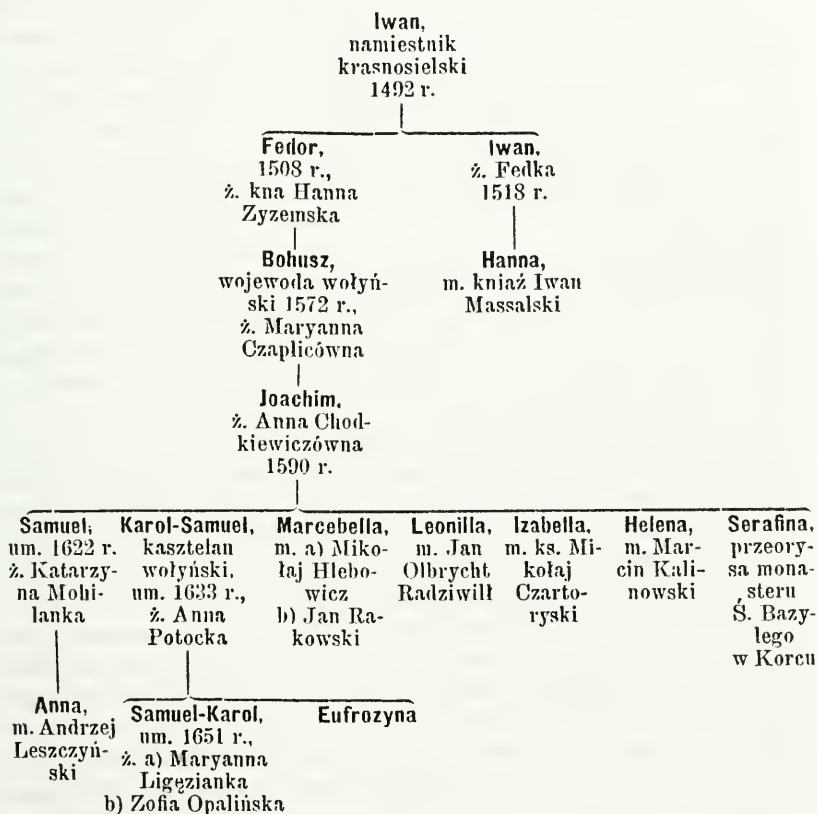 Iwan,
namiestnik
krasnosielski
1492 r.
Fedor,
1508 r.,
ż. kna Hanna
Zyzemska
Iwan,
ż. Fedka
1518 r.
Bohusz,
wojewoda wołyń-
ski 1572 r.,
ż. Maryanna
Czaplicówna
Hanna,
m. kniaź Iwan
Massalski
Joachim,
ż. Anna Chod-
kiewiczówna
1590 r.
Samuel,
um. 1622 r.
ż. Katarzy-
na Mohi-
lanka
Karol-Samuel,
kasztelan
wołyński,
um. 1633 r.,
ż. Anna
Potocka
Marcebella,
m. a) Miko-
łaj Hlebo-
wicz
b) Jan Ra-
kowski
Leonilla,
m. Jan
Olbrycht
Radziwiłł
Izabella,
m. ks. Mi-
kołaj
Czarto-
ryski
Helena,
m. Mar-
cin Kali-
nowski
Serafina,
przeory-
sa mona-
steru
Ś. Bazy-
lego
w Korcu
Anna,
m. Andrzej
Leszczyń-
ski
Samuel-Karol,
um. 1651 r.,
ż. a) Maryanna
Ligęzianka
b) Zofia Opalińska
Eufrozyna